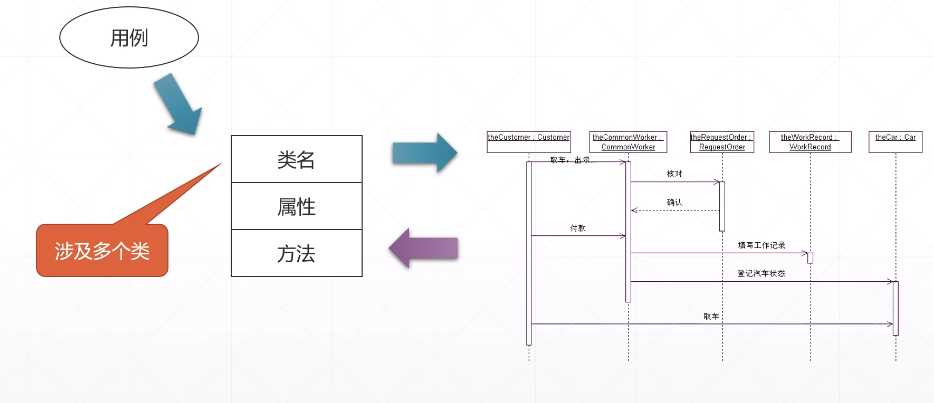 用例
类名
属性
方法
涉及多个类
theCustomer : Customer
theCommonWorker :
CommonWorker
theRequestOrder :
RequestOrder
theWorkRecord :
WorkRecord
theCar : Car
取车，出示...
核对
确认
付款
填写工作记录
登记汽车状态
取车